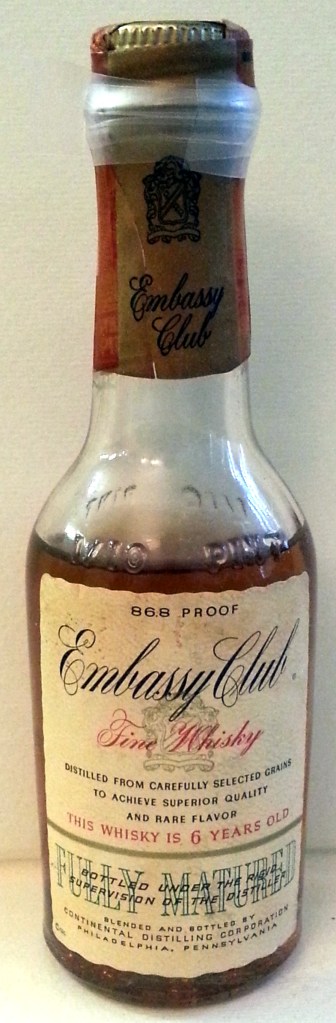 Embassy
Club
1/10 PINT
86.8 PROOF
Embassy Club
Fine Whisky
DISTILLED FROM CAREFULLY SELECTED GRAINS
TO ACHIEVE SUPERIOR QUALITY
AND RARE FLAVOR
THIS WHISKY IS 6 YEARS OLD
FULLY MATURED
BOTTLED UNDER THE RIGID
SUPERVISION OF THE DISTILLER
BLENDED AND BOTTLED BY
CONTINENTAL DISTILLING CORPORATION
PHILADELPHIA, PENNSYLVANIA